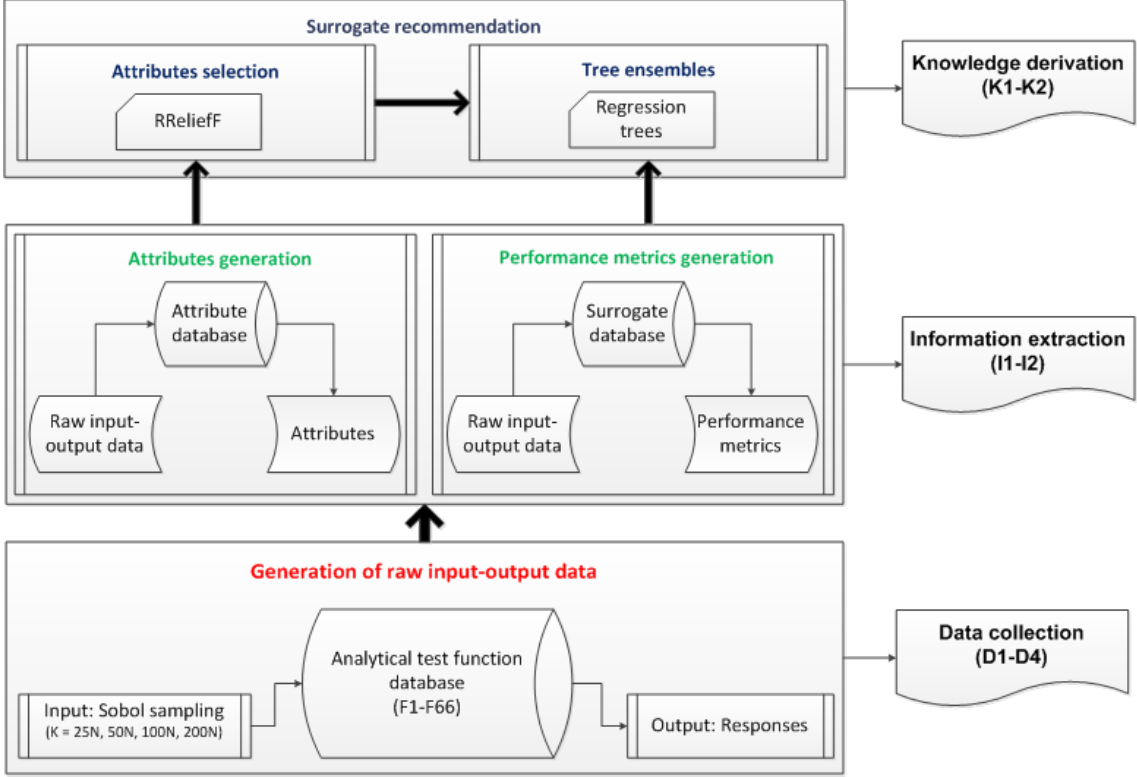 Surrogate recommendation
Attributes selection
RReliefF
Tree ensembles
Regression
trees
Knowledge derivation
(K1-K2)
Attributes generation
Attribute
database
Raw input-
output data
Attributes
Performance metrics generation
Surrogate
database
Raw input-
output data
Performance
metrics
Information extraction
(I1-I2)
Generation of raw input-output data
Analytical test function
database
(F1-F66)
Input: Sobol sampling
(K = 25N, 50N, 100N, 200N)
Output: Responses
Data collection
(D1-D4)